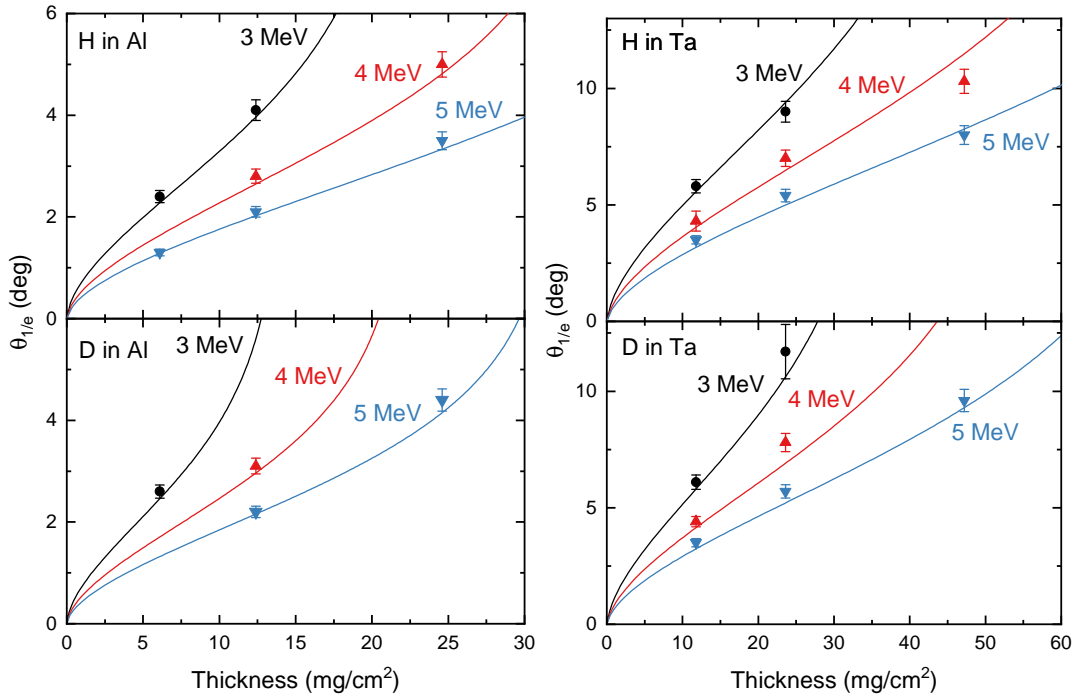 6
4
2
0
H in Al
3 MeV
4 MeV
5 MeV
10
5
0
H in Ta
3 MeV
4 MeV
5 MeV
θ1/e (deg)
θ1/e (deg)
4
2
0
D in Al
3 MeV
4 MeV
5 MeV
0 5 10 15 20 25 30
Thickness (mg/cm²)
10
5
0
D in Ta
3 MeV
4 MeV
5 MeV
0 10 20 30 40 50 60
Thickness (mg/cm²)